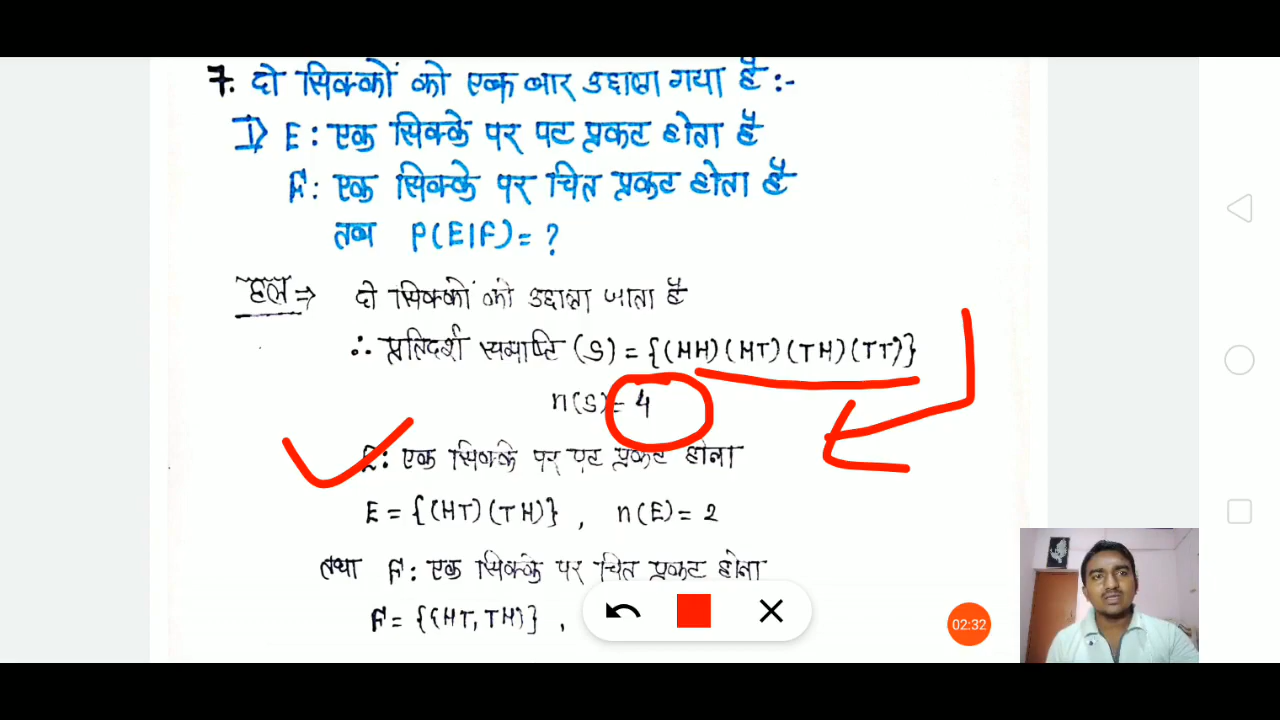 7. दो सिक्कों को एक बार उछाला गया है :-
I> E : एक सिक्के पर पट प्रकट होता है
F : एक सिक्के पर चित प्रकट होता है
तब P(E|F) = ?
हल ⇒ दो सिक्कों को उछाला जाता है
∴ प्रतिदर्श समष्टि (S) = {(HH)(HT)(TH)(TT)}
n(S) = 4
E : एक सिक्के पर पट प्रकट होना
E = {(HT)(TH)} , n(E) = 2
तथा F : एक सिक्के पर चित प्रकट होना
F = {(HT, TH)} ,
02:32